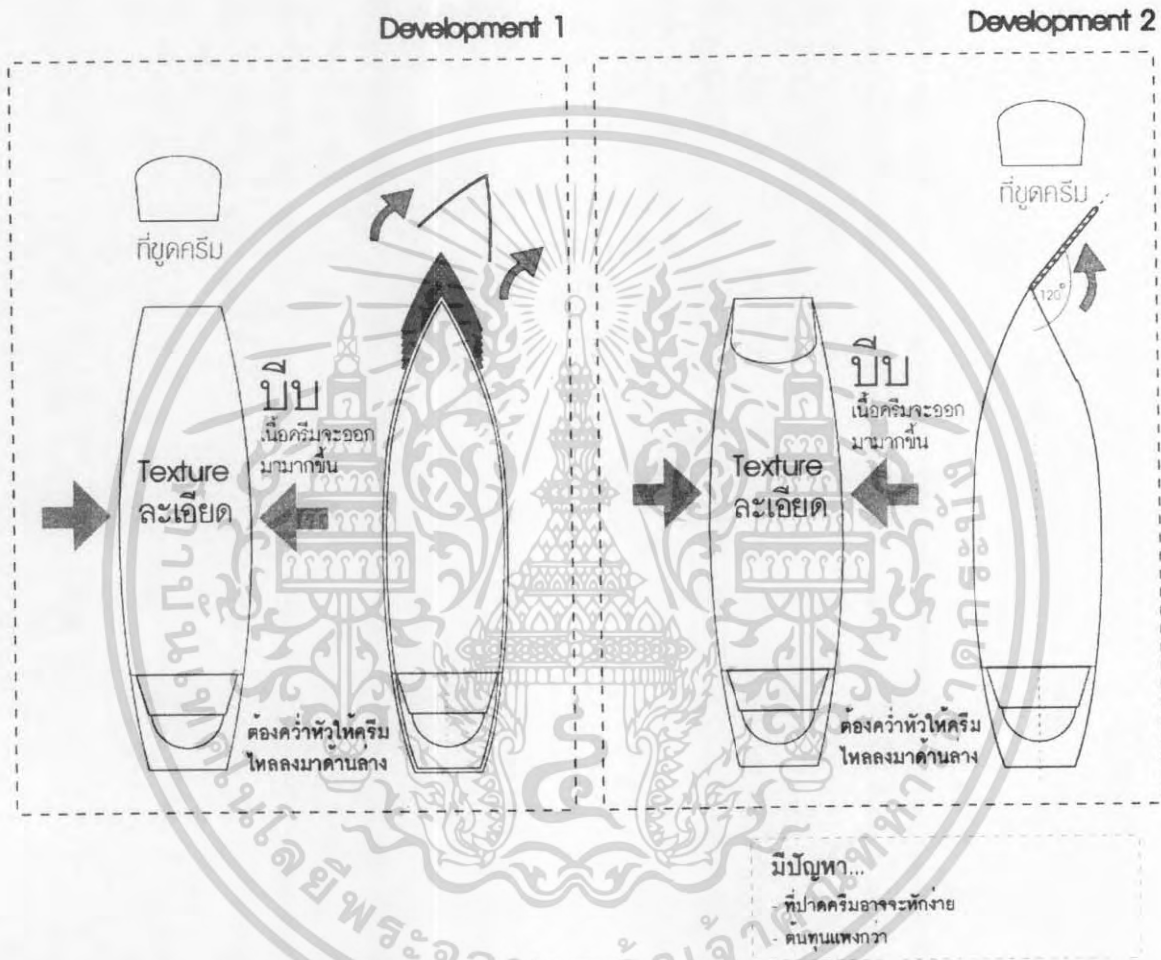 Development 1
ที่ขูดครีม
บีบ
เนื้อครีมจะออก
มามากขึ้น
Texture
ละเอียด
ต้องคว่ำหัวให้ครีม
ไหลลงมาด้านล่าง
Development 2
ที่ขูดครีม
120°
บีบ
เนื้อครีมจะออก
มามากขึ้น
Texture
ละเอียด
ต้องคว่ำหัวให้ครีม
ไหลลงมาด้านล่าง
มีปัญหา...
- ที่ปาดครีมอาจจะหักง่าย
- ต้นทุนแพงกว่า